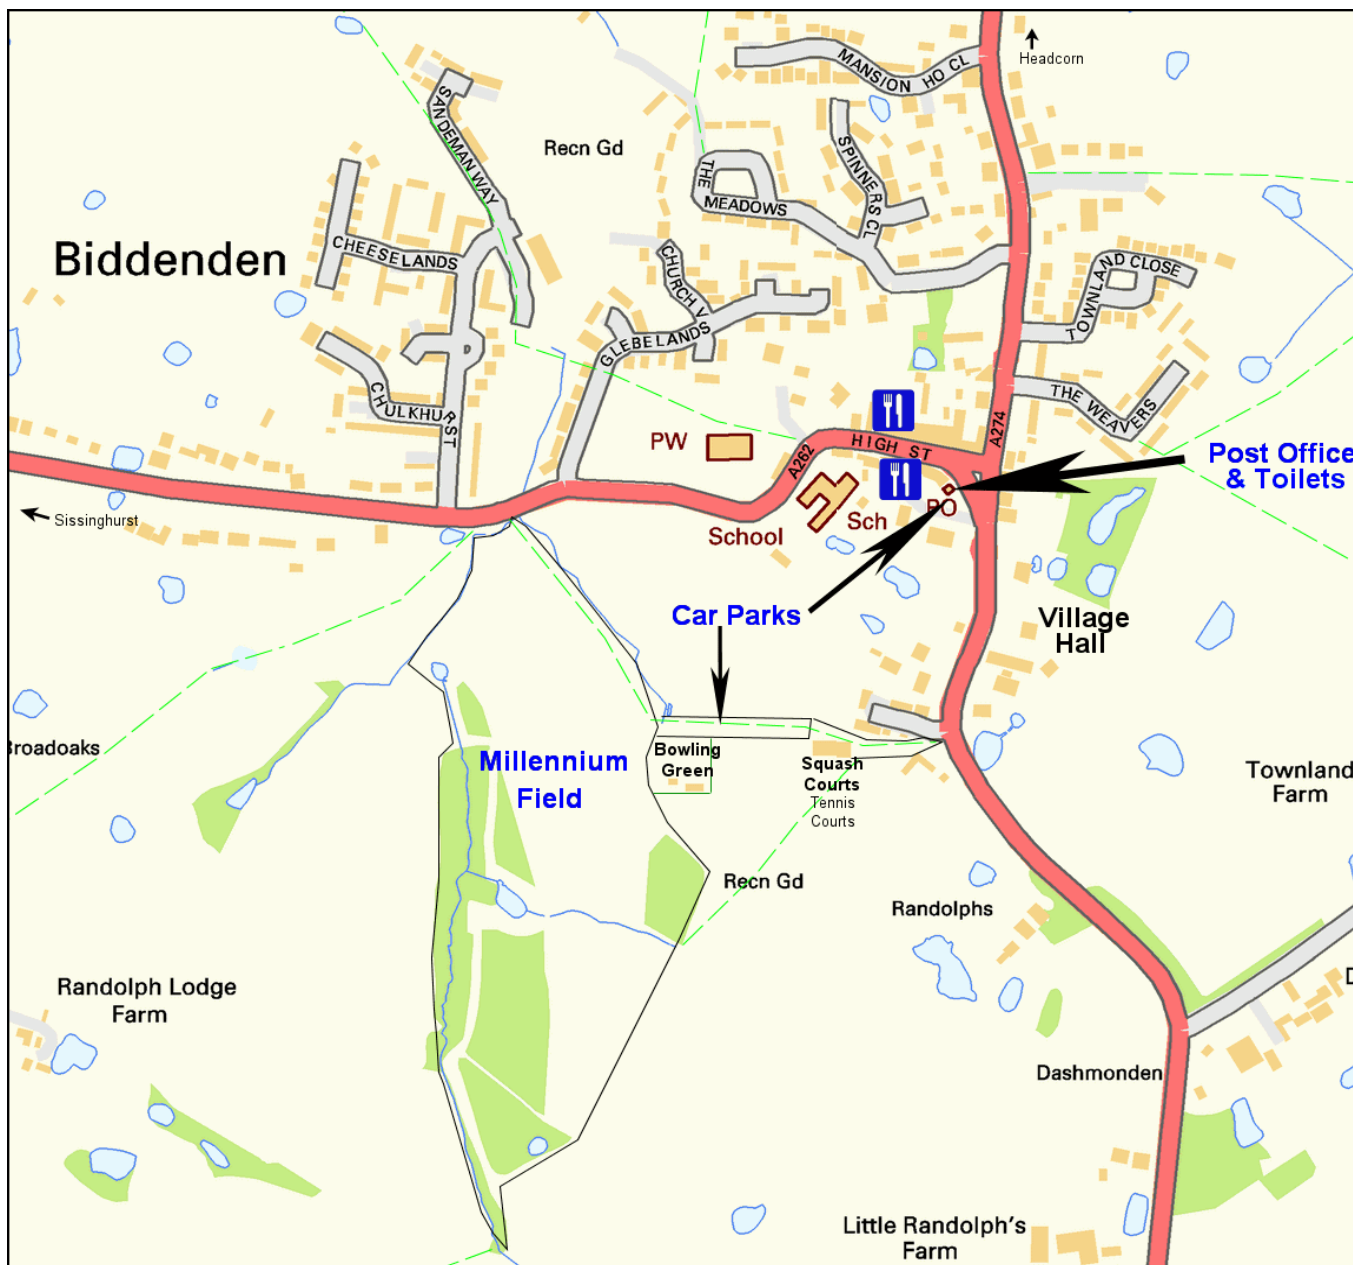 Headcorn
MANSION HO CL
SANDEMAN WAY
Recn Gd
SPINNERS CL
THE
MEADOWS
Biddenden
CHEESELANDS
CHURCH V
TOWNLAND CLOSE
GLEBELANDS
CHULKHURST
THE WEAVERS
PW
HIGH ST
A274
A262
Post Office
& Toilets
PO
Sissinghurst
Sch
School
Car Parks
Village
Hall
Broadoaks
Millennium
Field
Bowling
Green
Squash
Courts
Tennis
Courts
Townland
Farm
Recn Gd
Randolphs
Randolph Lodge
Farm
D
Dashmonden
Little Randolph's
Farm